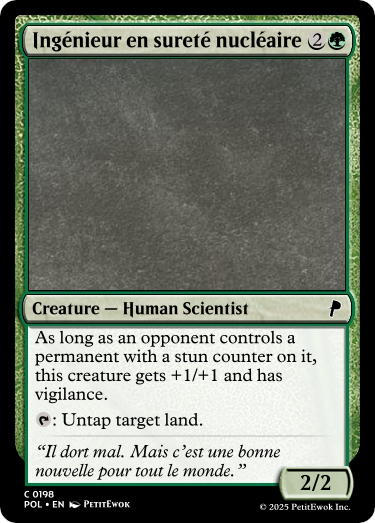 Ingénieur en sureté nucléaire 2
Creature — Human Scientist
As long as an opponent controls a
permanent with a stun counter on it,
this creature gets +1/+1 and has
vigilance.
: Untap target land.
“Il dort mal. Mais c’est une bonne
nouvelle pour tout le monde.”
2/2
C 0198
POL • EN PetitEwok
© 2025 PetitEwok Inc.